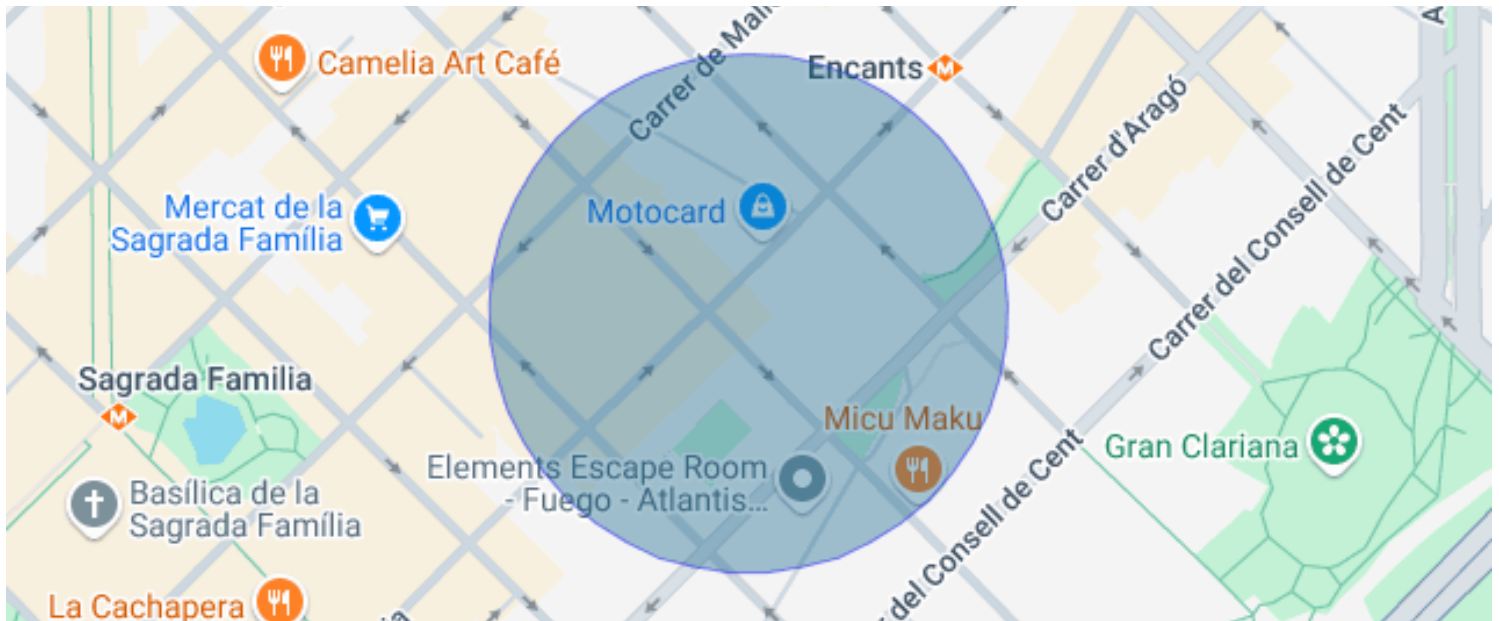 Camelia Art Café
Carrer de Mall
Encants
Carrer d'Aragó
Mercat de la
Sagrada Família
Motocard
Carrer del Consell de Cent
Sagrada Familia
Micu Maku
Gran Clariana
Elements Escape Room
- Fuego - Atlantis...
Basílica de la
Sagrada Família
del Consell de Cent
La Cachapera